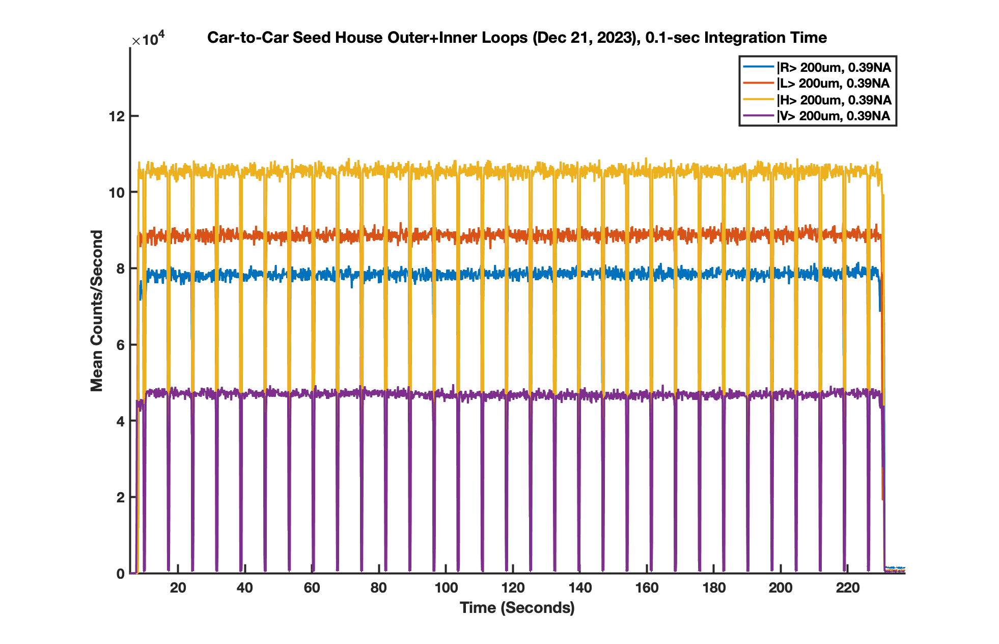 Car-to-Car Seed House Outer+Inner Loops (Dec 21, 2023), 0.1-sec Integration Time
×10⁴
|R> 200um, 0.39NA
|L> 200um, 0.39NA
|H> 200um, 0.39NA
|V> 200um, 0.39NA
12
10
8
6
4
2
0
Mean Counts/Second
20 40 60 80 100 120 140 160 180 200 220
Time (Seconds)